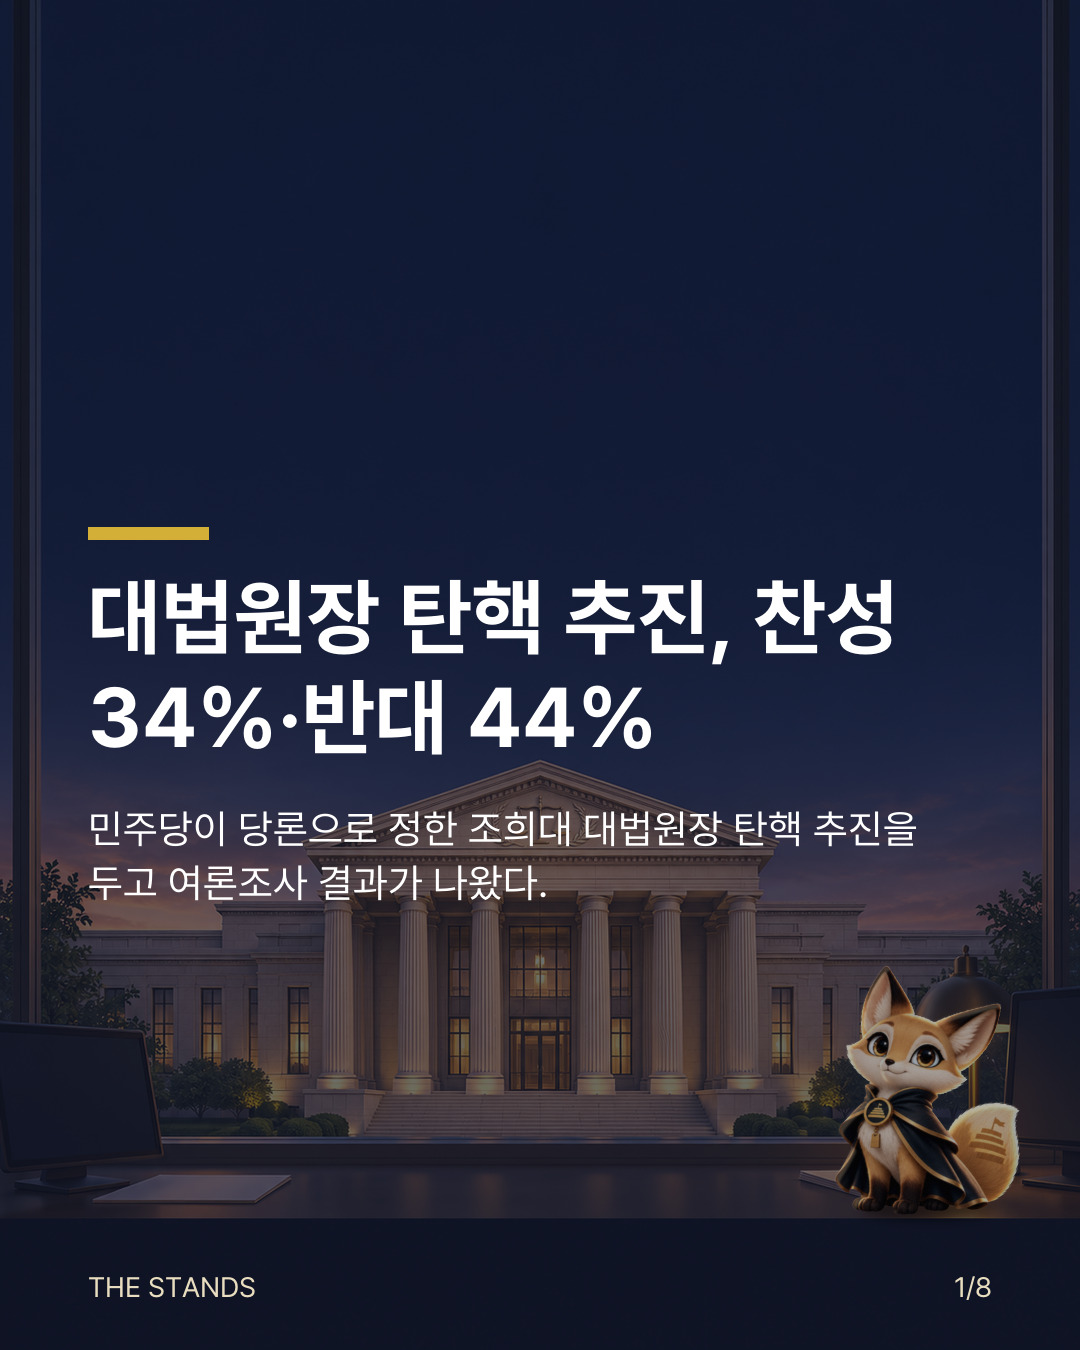 대법원장 탄핵 추진, 찬성
34%·반대 44%
민주당이 당론으로 정한 조희대 대법원장 탄핵 추진을
두고 여론조사 결과가 나왔다.
THE STANDS
1/8